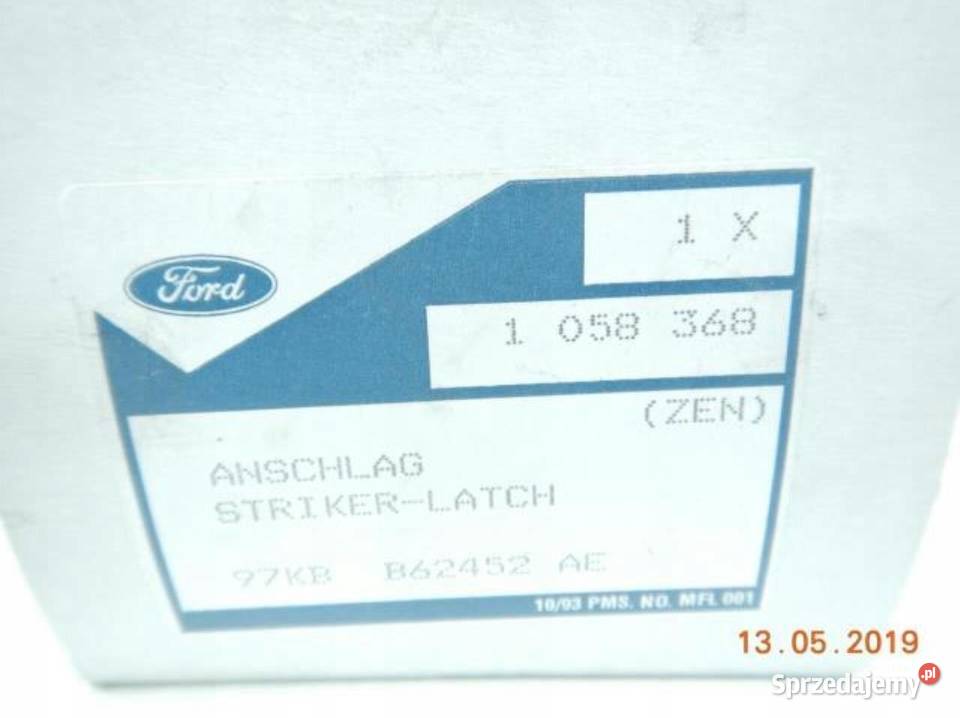 1 X
Ford
1 058 368
(ZEN)
ANSCHLAG
STRIKER-LATCH
97KB B62452 AE
10/93 PMS. NO. MFL 001
13.05.2019
Sprzedajemy.pl